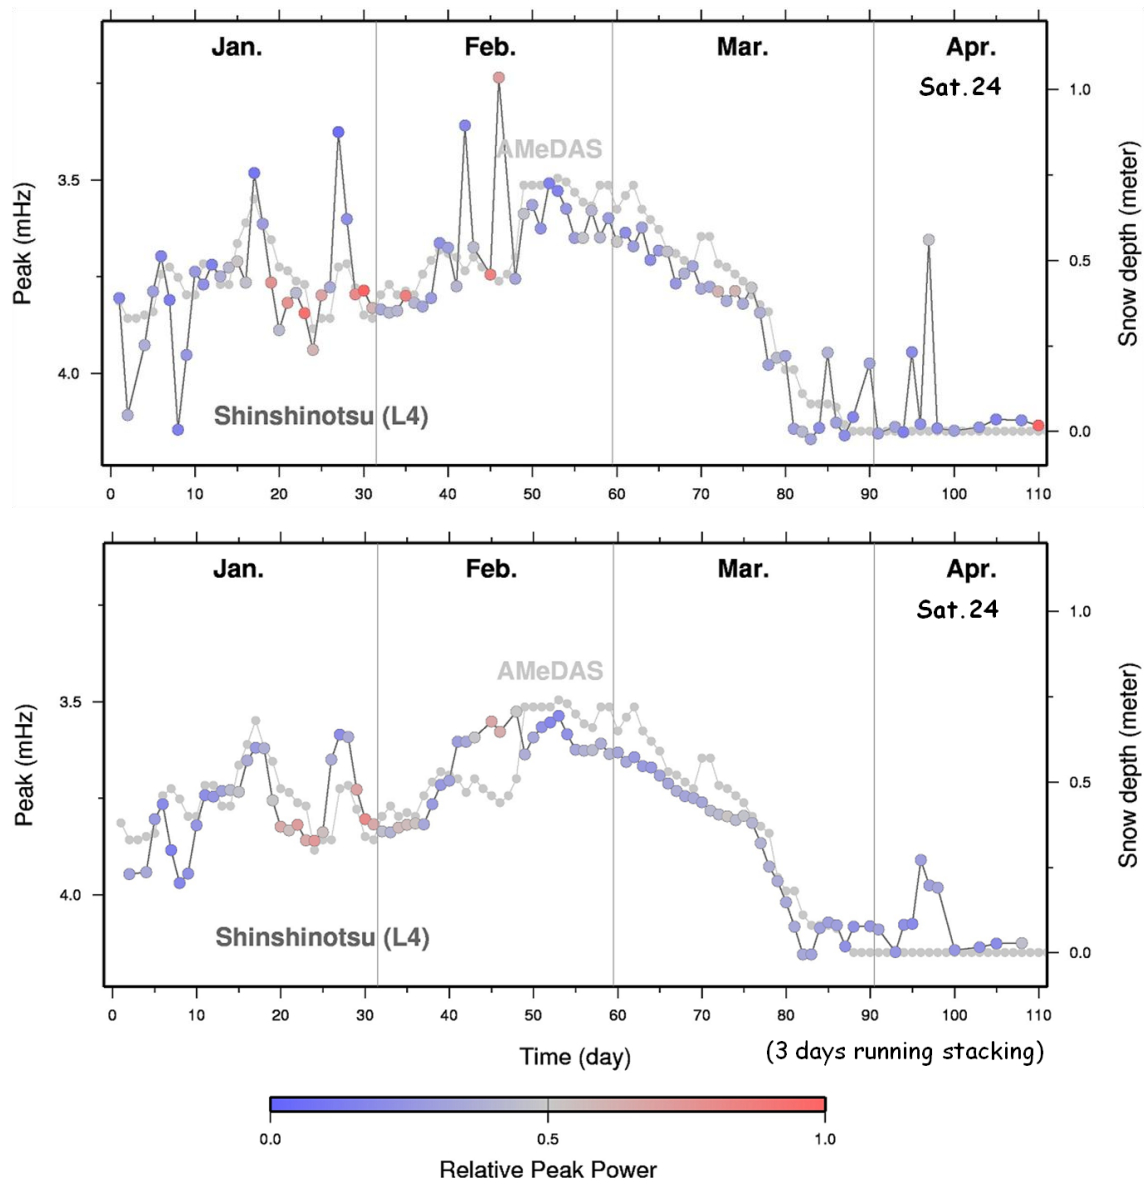 Jan. Feb. Mar. Apr.
Sat.24
1.0
AMeDAS
3.5
Peak (mHz)
Snow depth (meter)
0.5
4.0
Shinshinotsu (L4)
0.0
0 10 20 30 40 50 60 70 80 90 100 110
Jan. Feb. Mar. Apr.
Sat.24
1.0
AMeDAS
3.5
Peak (mHz)
Snow depth (meter)
0.5
4.0
Shinshinotsu (L4)
0.0
0 10 20 30 40 50 60 70 80 90 100 110
Time (day)
(3 days running stacking)
0.0 0.5 1.0
Relative Peak Power